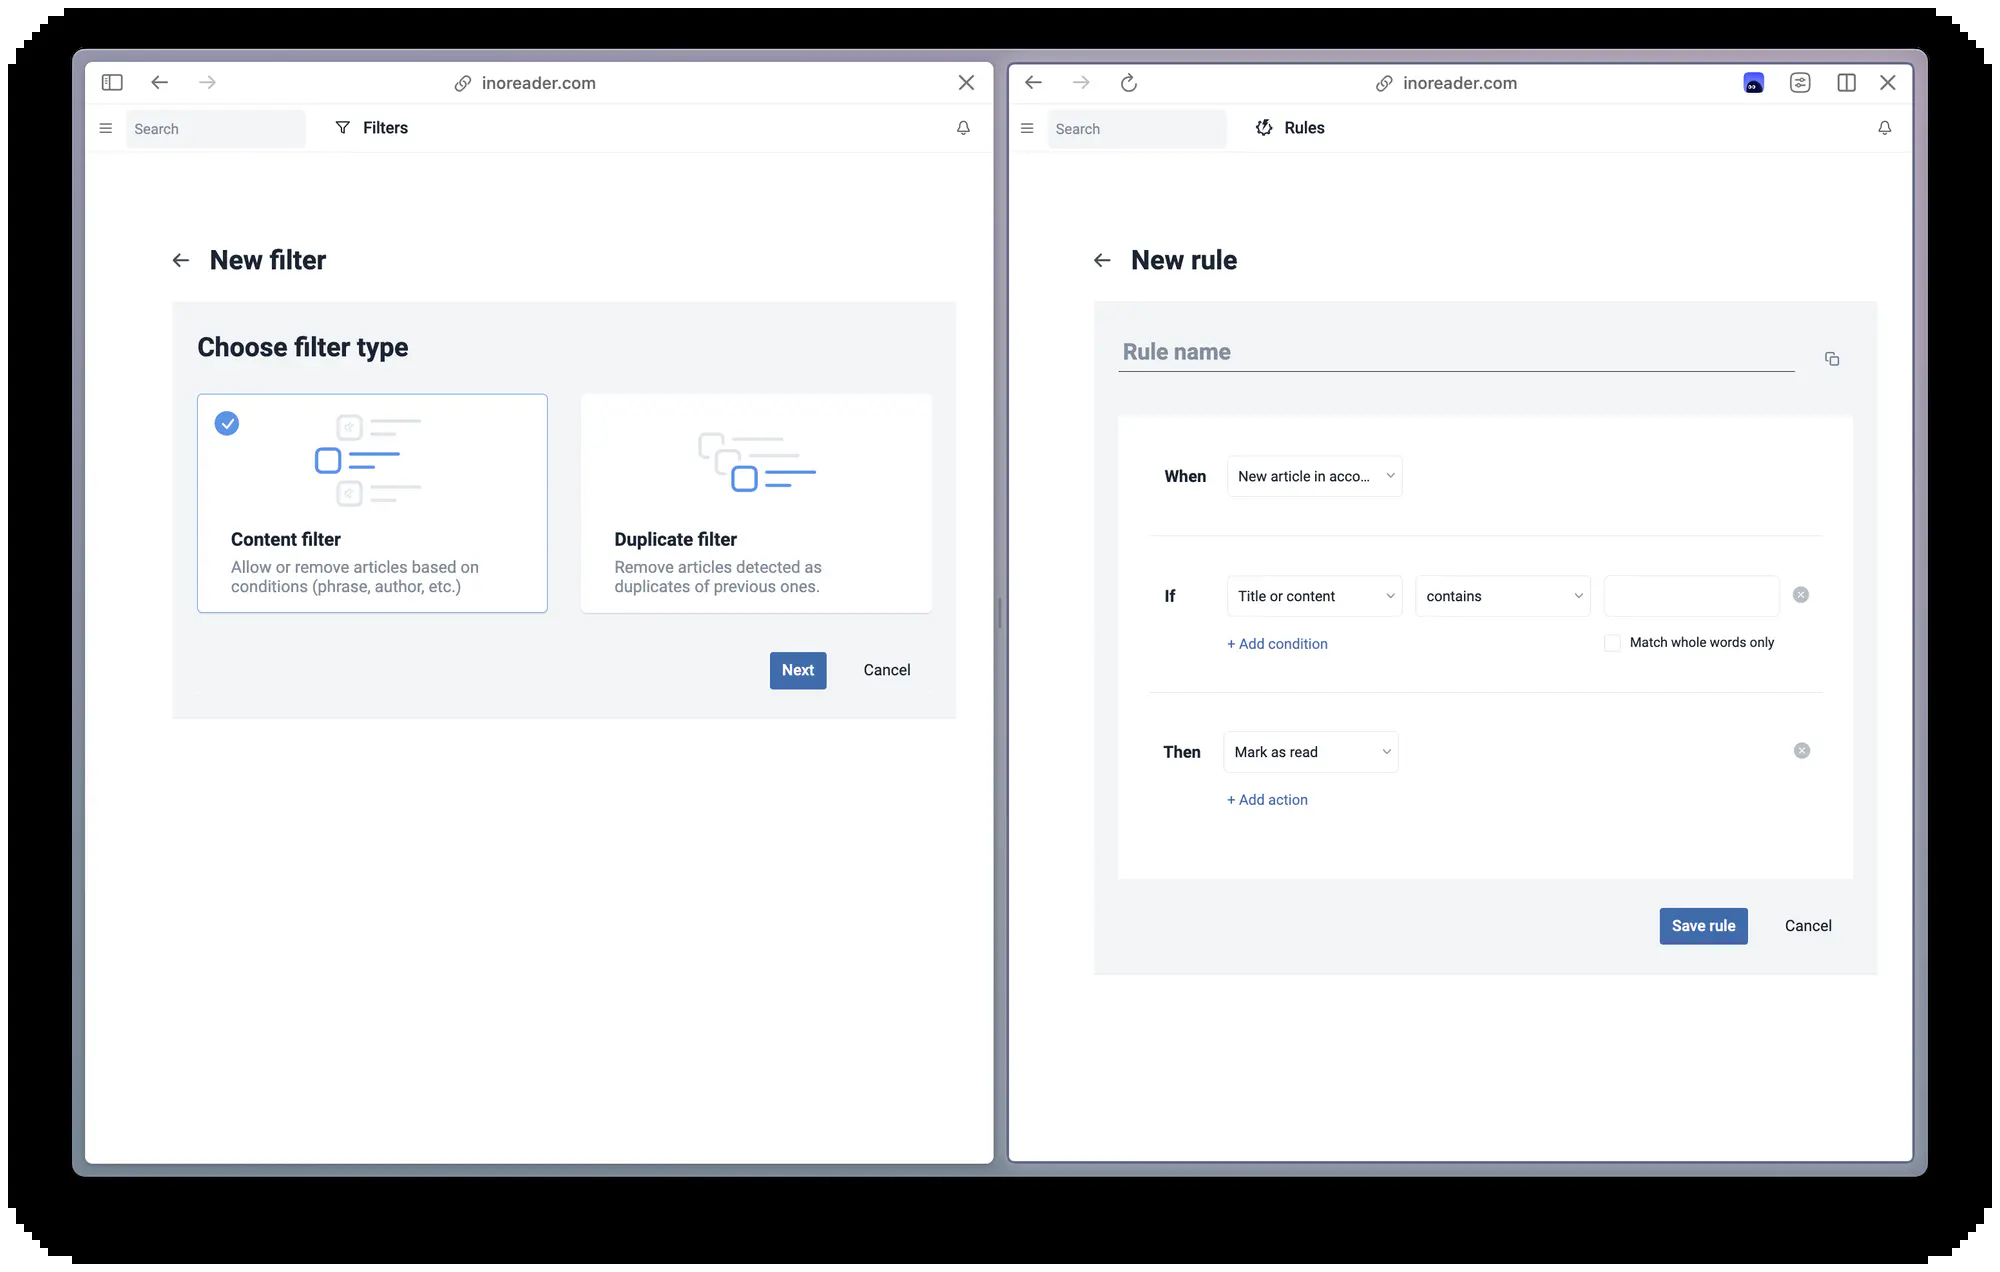 inoreader.com
Search
Filters
New filter
Choose filter type
Content filter
Allow or remove articles based on
conditions (phrase, author, etc.)
Duplicate filter
Remove articles detected as
duplicates of previous ones.
Next
Cancel
inoreader.com
Search
Rules
New rule
Rule name
When
New article in acco...
If
Title or content
contains
+ Add condition
Match whole words only
Then
Mark as read
+ Add action
Save rule
Cancel